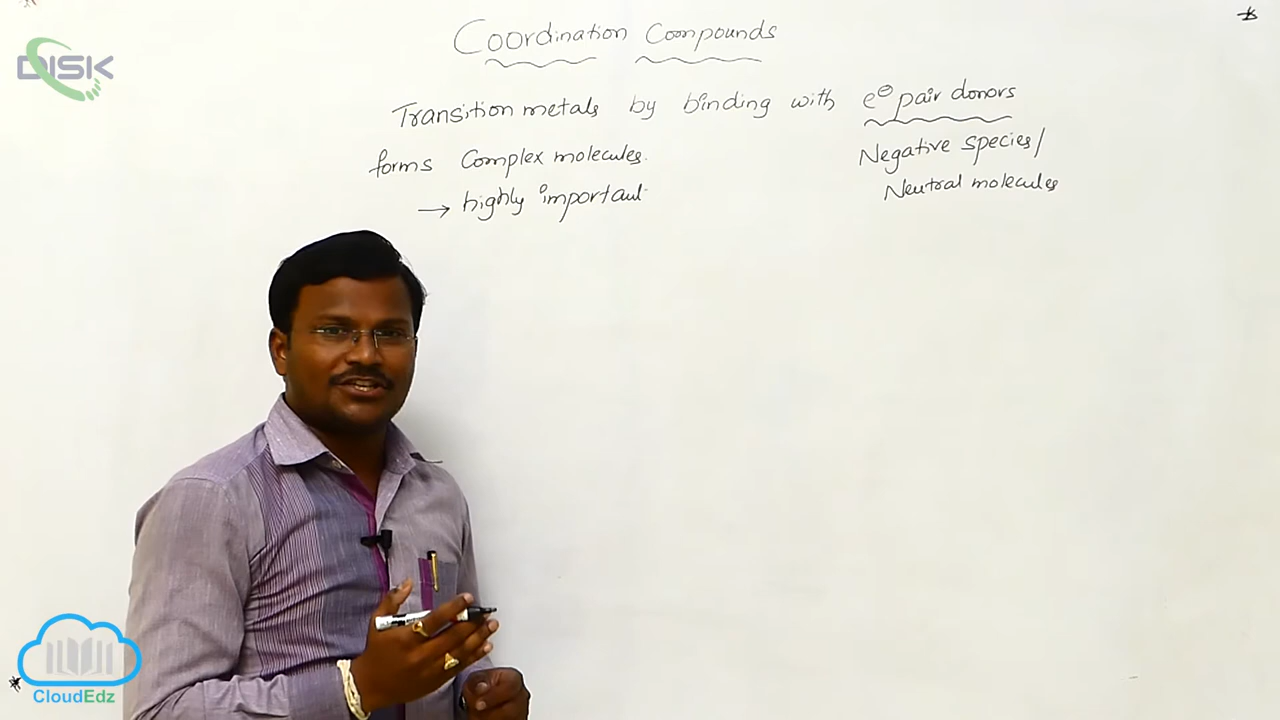 DISK
Coordination Compounds
Transition metals by binding with e⊖ pair donors
forms Complex molecules.
Negative species/
Neutral molecules
→ highly important
CloudEdz